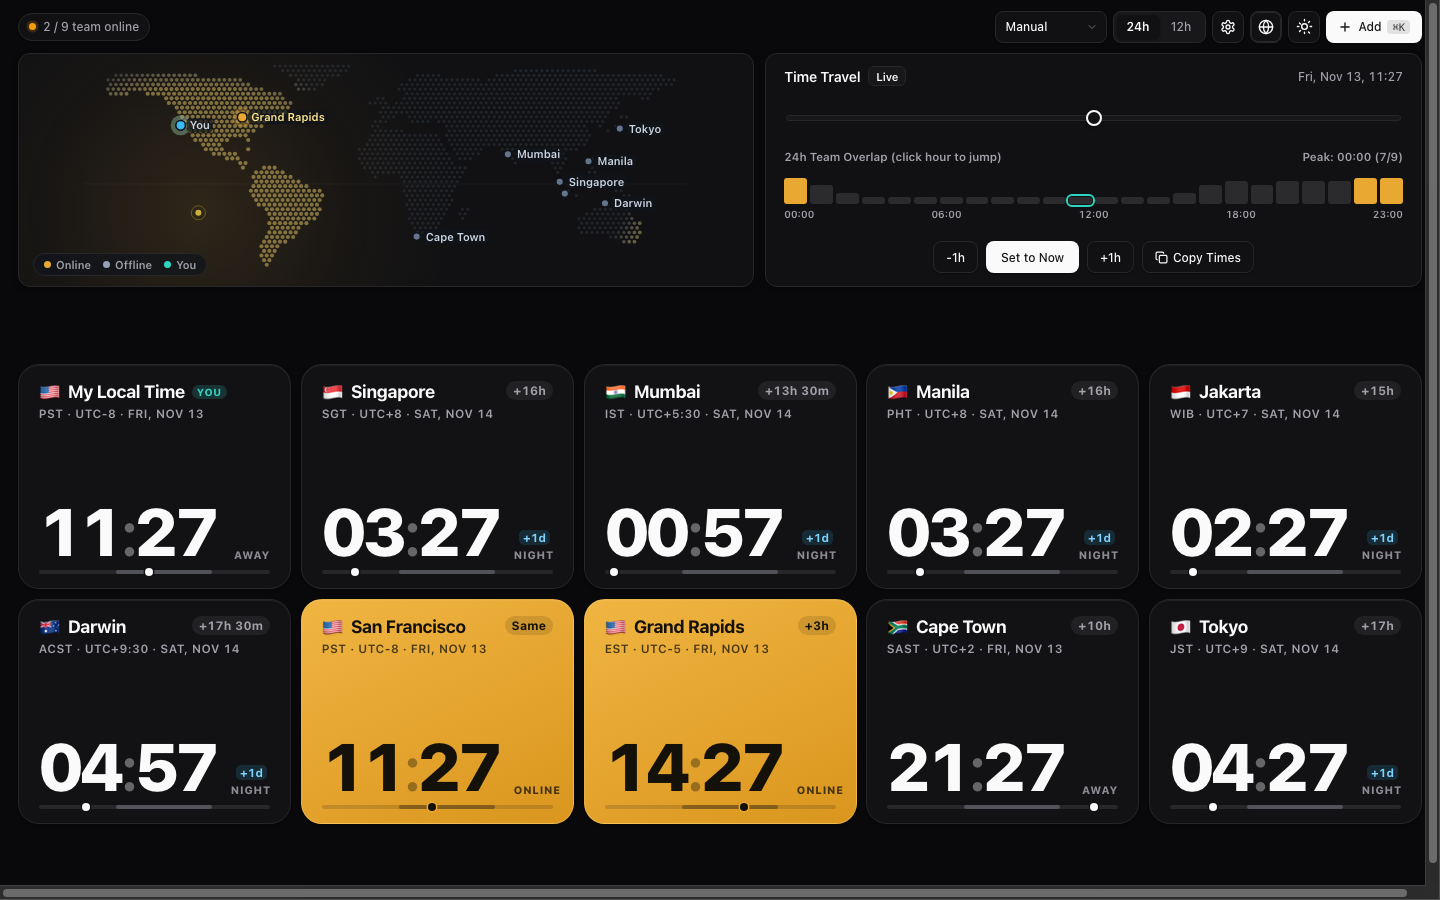 2 / 9 team online
Manual
24h 12h
Add ⌘K
You
Grand Rapids
Tokyo
Mumbai
Manila
Singapore
Darwin
Cape Town
Online Offline You
Time Travel Live
Fri, Nov 13, 11:27
24h Team Overlap (click hour to jump)
Peak: 00:00 (7/9)
00:00 06:00 12:00 18:00 23:00
-1h Set to Now +1h Copy Times
My Local Time YOU
PST · UTC-8 · FRI, NOV 13
11:27
AWAY
Singapore +16h
SGT · UTC+8 · SAT, NOV 14
03:27
+1d
NIGHT
Mumbai +13h 30m
IST · UTC+5:30 · SAT, NOV 14
00:57
+1d
NIGHT
Manila +16h
PHT · UTC+8 · SAT, NOV 14
03:27
+1d
NIGHT
Jakarta +15h
WIB · UTC+7 · SAT, NOV 14
02:27
+1d
NIGHT
Darwin +17h 30m
ACST · UTC+9:30 · SAT, NOV 14
04:57
+1d
NIGHT
San Francisco Same
PST · UTC-8 · FRI, NOV 13
11:27
ONLINE
Grand Rapids +3h
EST · UTC-5 · FRI, NOV 13
14:27
ONLINE
Cape Town +10h
SAST · UTC+2 · FRI, NOV 13
21:27
AWAY
Tokyo +17h
JST · UTC+9 · SAT, NOV 14
04:27
+1d
NIGHT